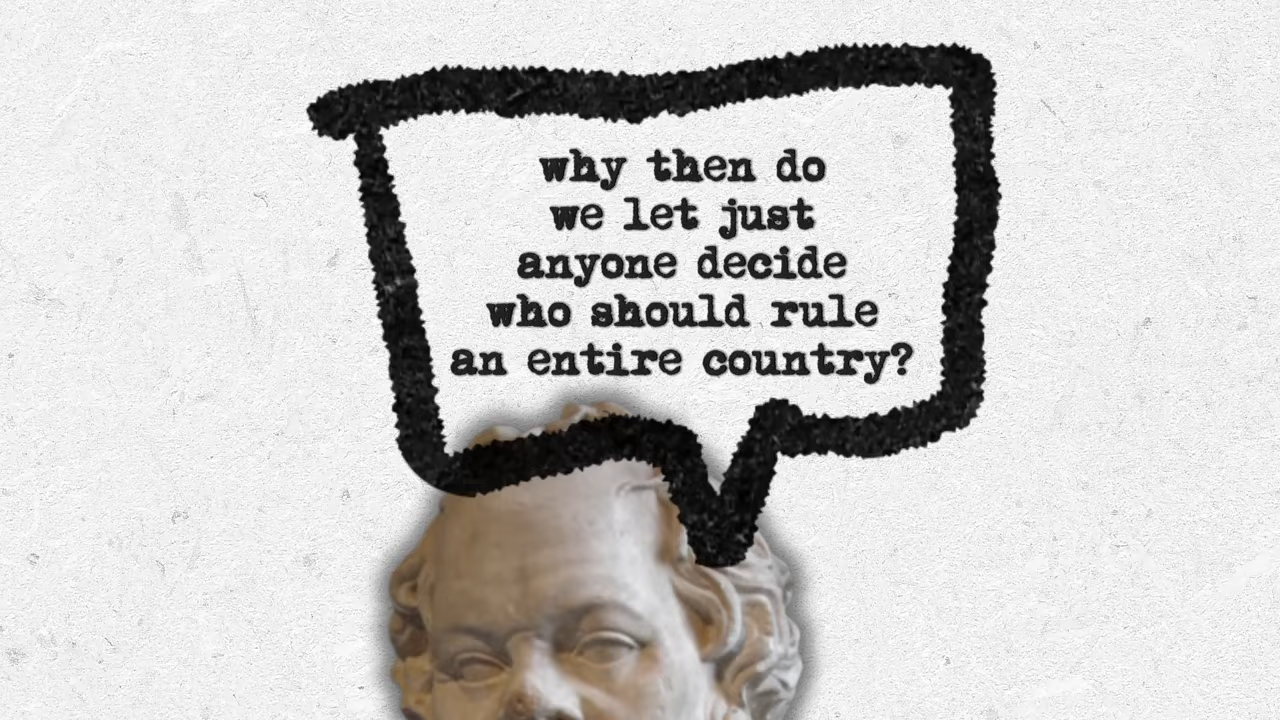 why then do
we let just
anyone decide
who should rule
an entire country?